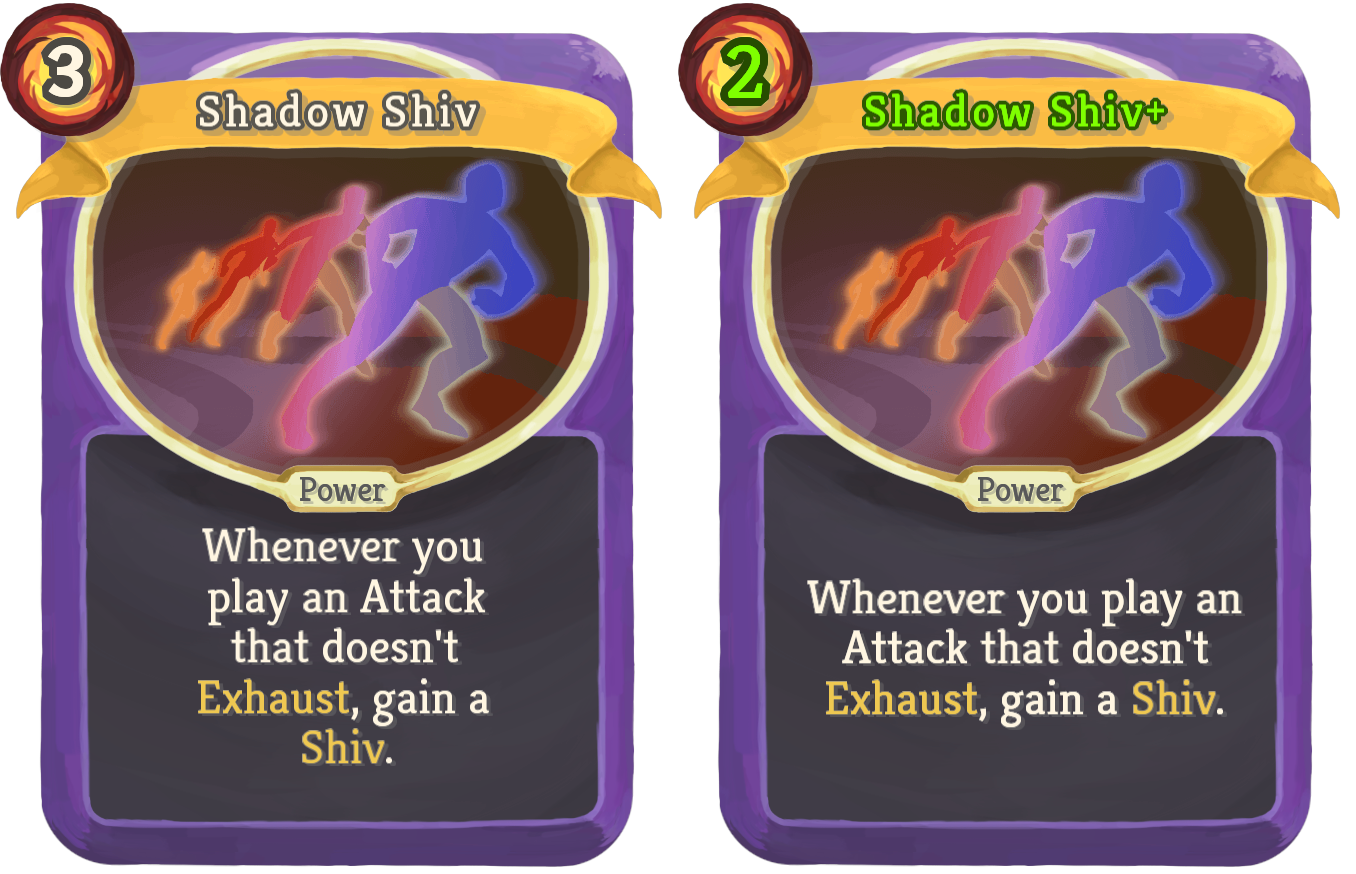 3
Shadow Shiv
Power
Whenever you
play an Attack
that doesn't
Exhaust, gain a
Shiv.
2
Shadow Shiv+
Power
Whenever you play an
Attack that doesn't
Exhaust, gain a Shiv.